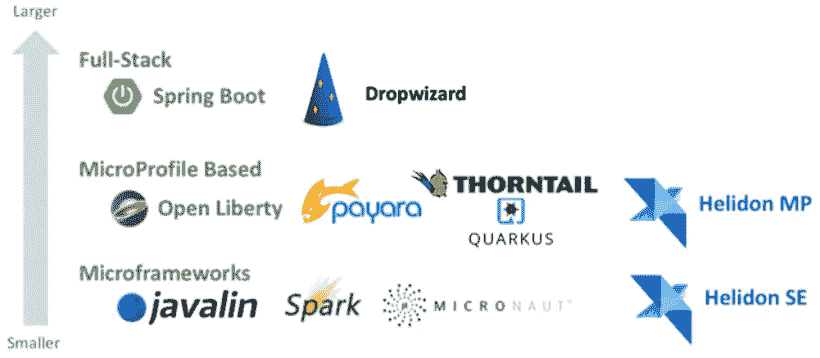 Larger
Full-Stack
Spring Boot
Dropwizard
MicroProfile Based
Open Liberty
payara
THORNTAIL
QUARKUS
Helidon MP
Microframeworks
javalin
Spark
MICRONAUT
Helidon SE
Smaller